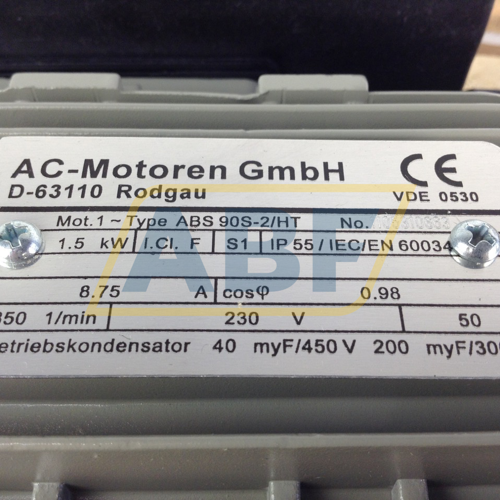 AC-Motoren GmbH CE
D-63110 Rodgau VDE 0530
Mot.1 ~ Type ABS 90S-2/HT No.
1.5 kW I.Cl. F S1 IP 55 / IEC/EN 60034
8.75 A cosφ 0.98
850 1/min 230 V 50
etriebskondensator 40 myF/450 V 200 myF/300
ABF